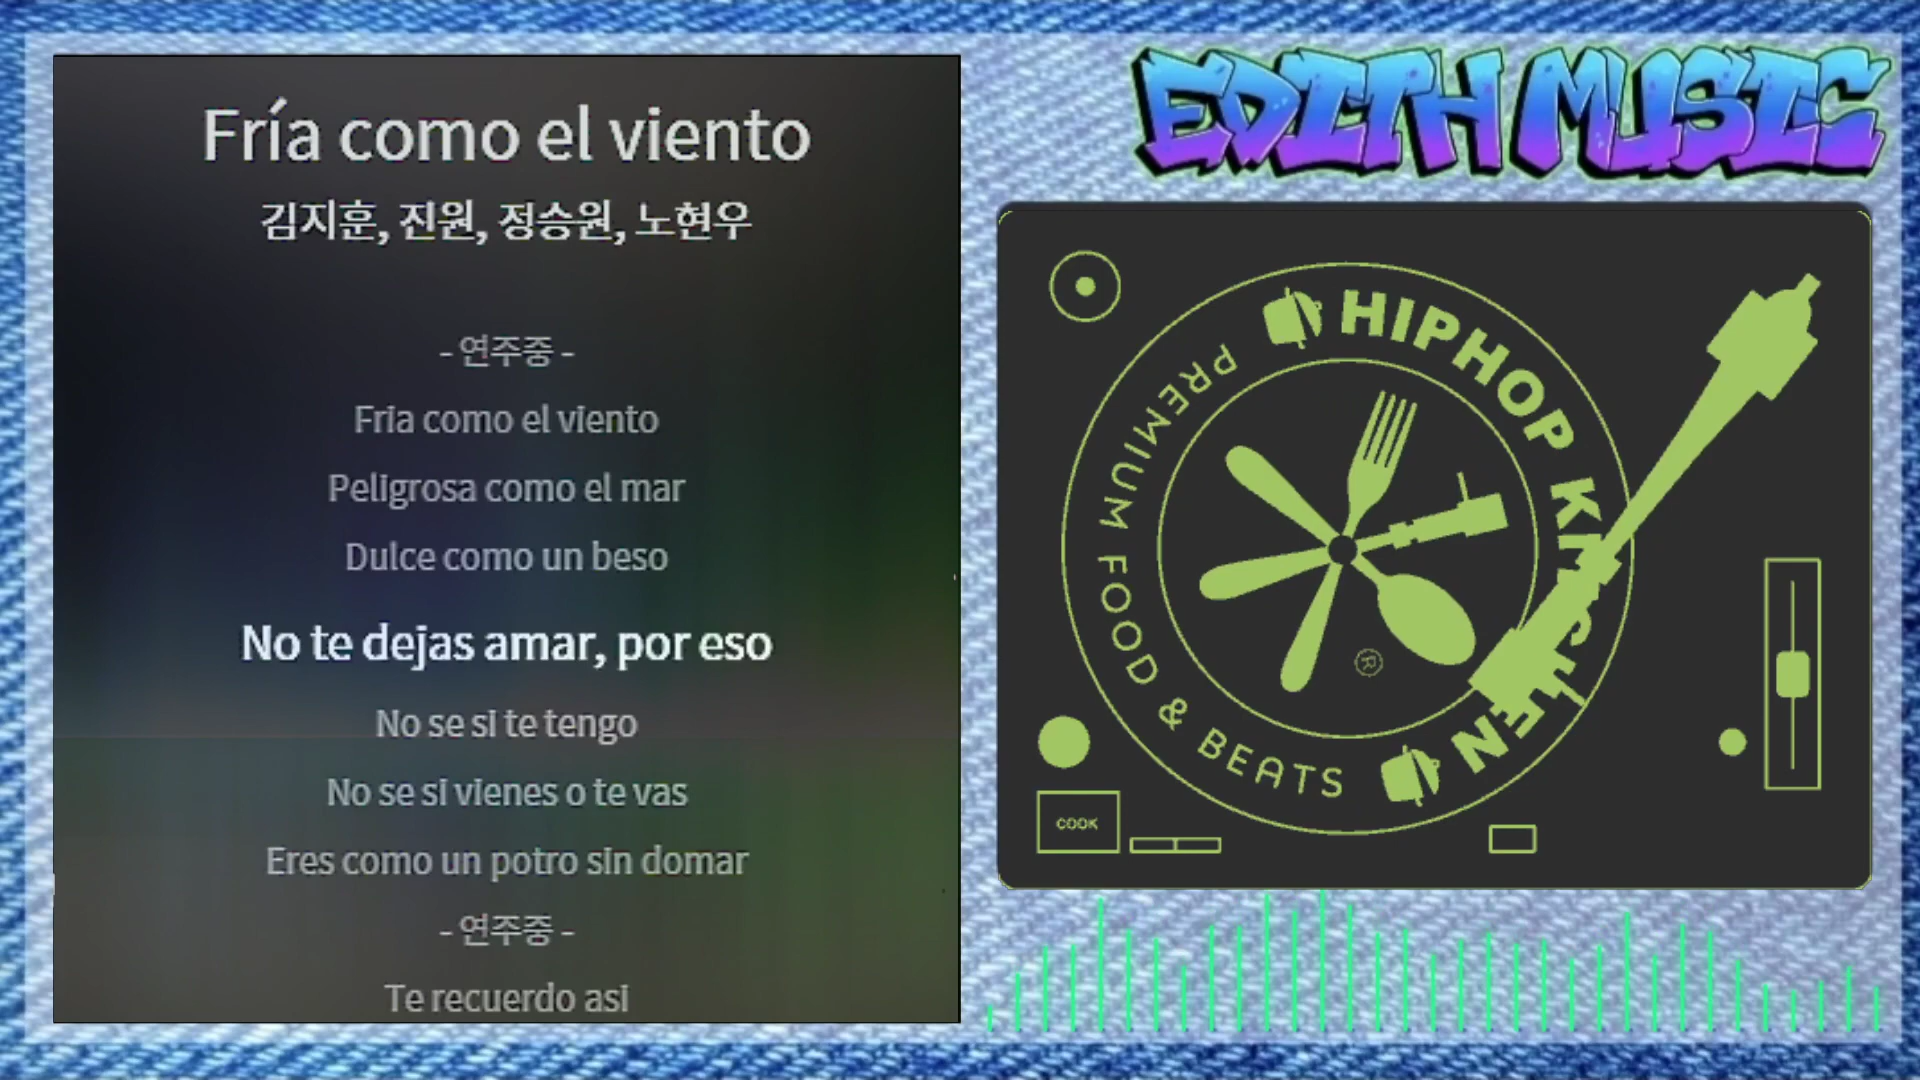 Fría como el viento
김지훈, 진원, 정승원, 노현우
- 연주중 -
Fria como el viento
Peligrosa como el mar
Dulce como un beso
No te dejas amar, por eso
No se si te tengo
No se si vienes o te vas
Eres como un potro sin domar
- 연주중 -
Te recuerdo asi
EDITH MUSIC
HIPHOP KITCHEN
PREMIUM FOOD & BEATS
®
COOK